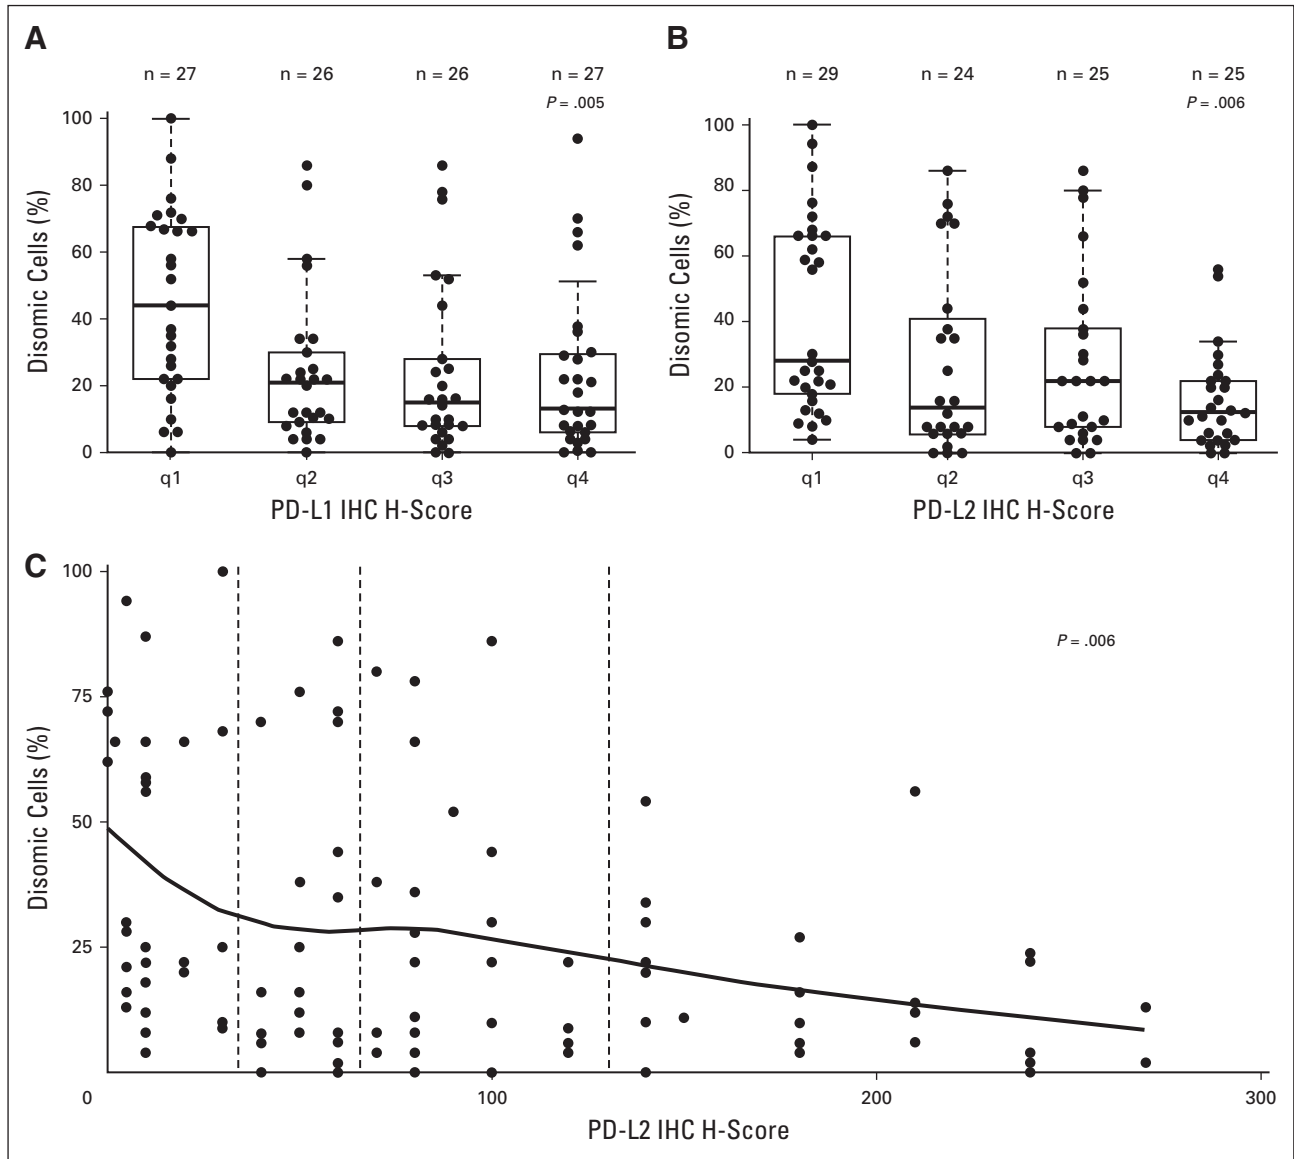 A
n = 27
n = 26
n = 26
n = 27
P = .005
100
80
60
40
20
0
Disomic Cells (%)
q1
q2
q3
q4
PD-L1 IHC H-Score
B
n = 29
n = 24
n = 25
n = 25
P = .006
100
80
60
40
20
0
Disomic Cells (%)
q1
q2
q3
q4
PD-L2 IHC H-Score
C
100
75
50
25
Disomic Cells (%)
P = .006
0
100
200
300
PD-L2 IHC H-Score